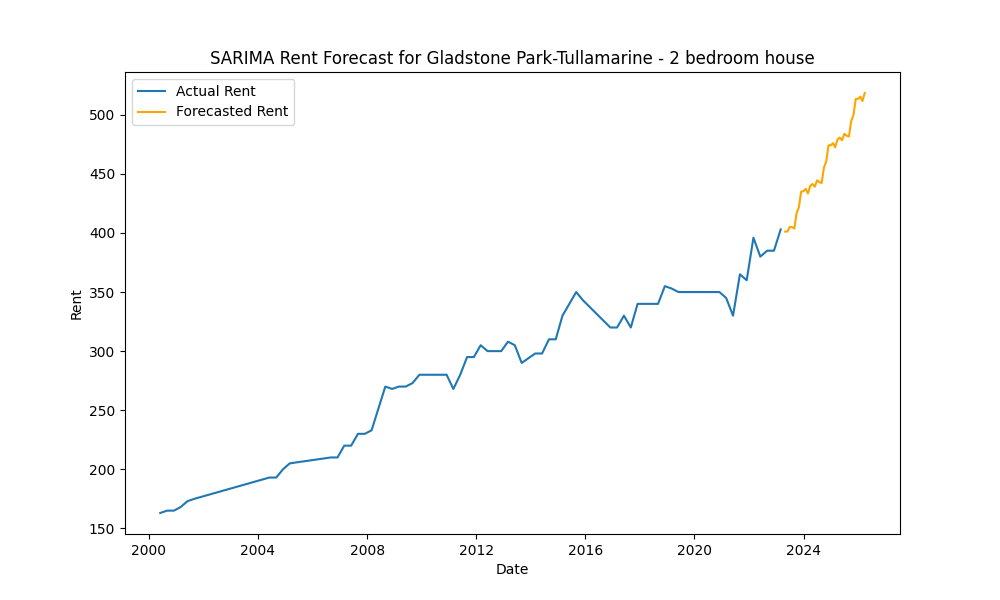 SARIMA Rent Forecast for Gladstone Park-Tullamarine - 2 bedroom house
Actual Rent
Forecasted Rent
500
450
400
350
300
250
200
150
Rent
2000 2004 2008 2012 2016 2020 2024
Date